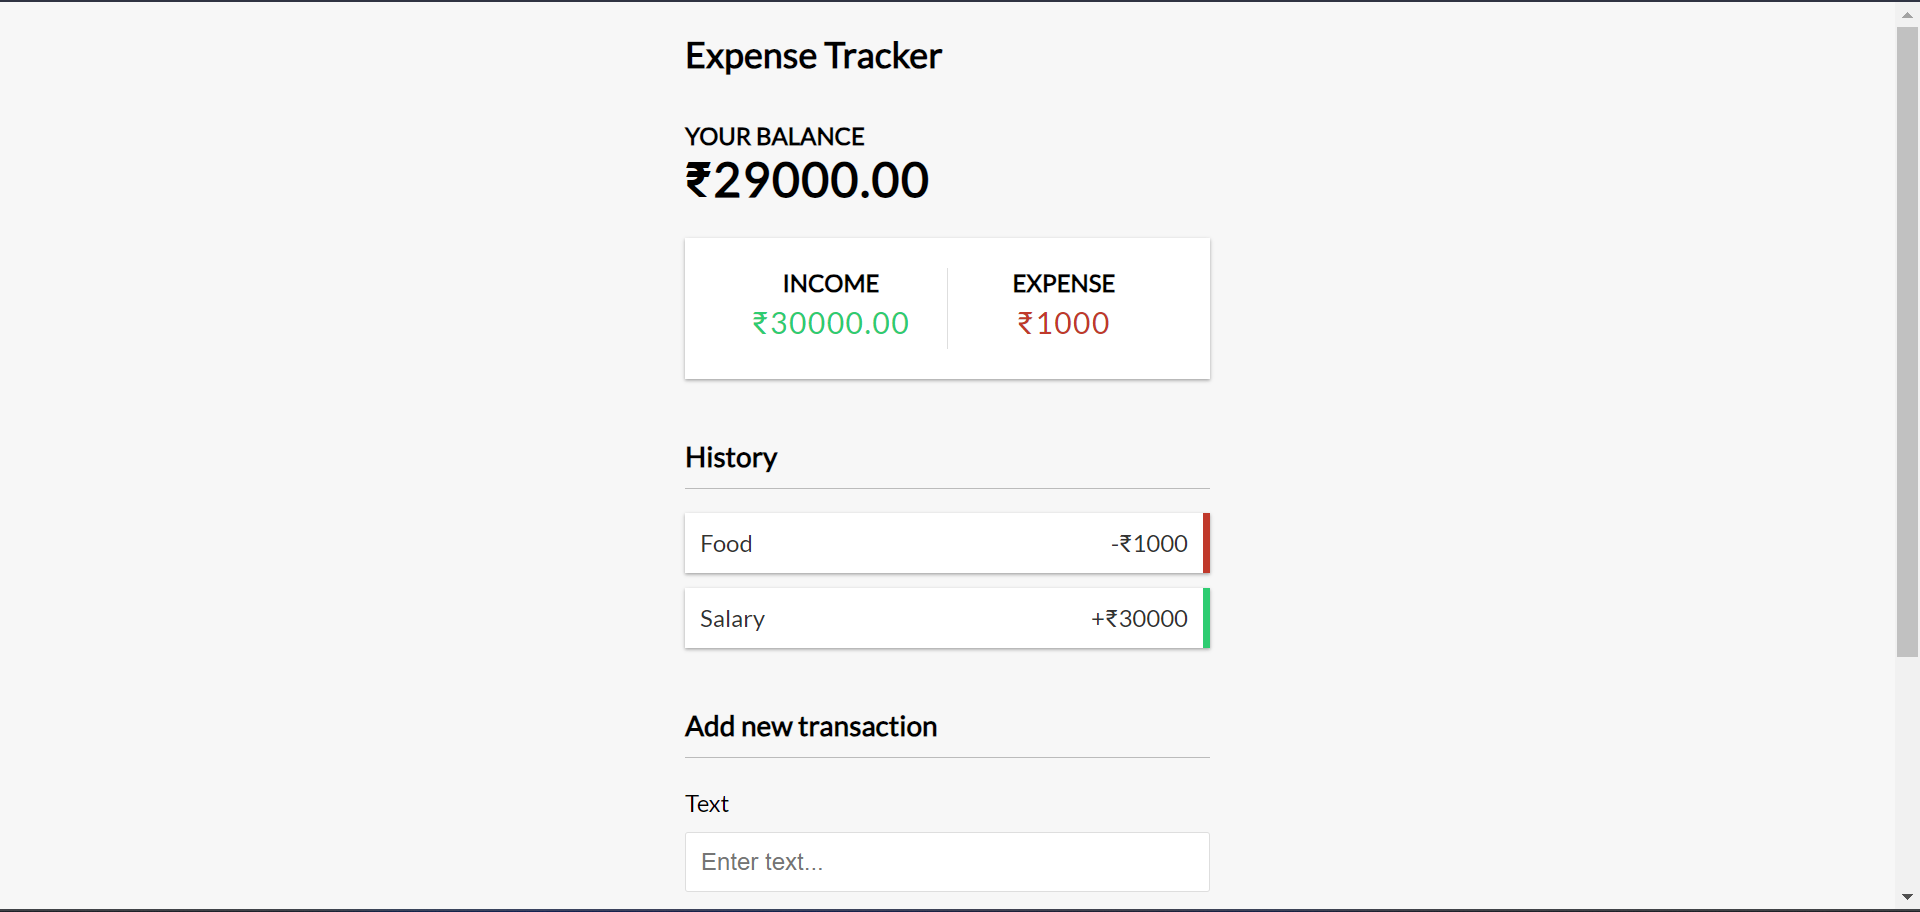 Expense Tracker
YOUR BALANCE
₹29000.00
INCOME EXPENSE
₹30000.00 ₹1000
History
Food -₹1000
Salary +₹30000
Add new transaction
Text
Enter text...